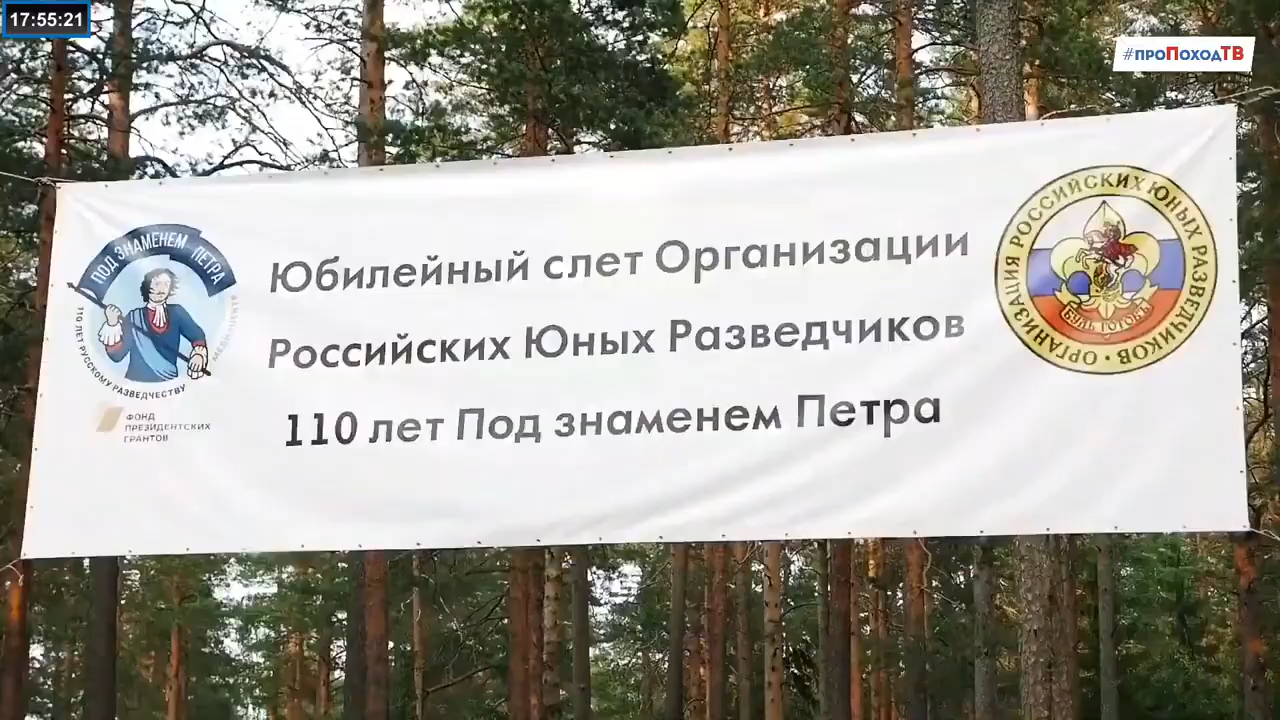 17:55:21
#проПоходТВ
ПОД ЗНАМЕНЕМ ПЕТРА
110 ЛЕТ РУССКОМУ РАЗВЕДЧЕСТВУ
ФОНД
ПРЕЗИДЕНТСКИХ
ГРАНТОВ
Юбилейный слет Организации
Российских Юных Разведчиков
110 лет Под знаменем Петра
ОРГАНИЗАЦИЯ РОССИЙСКИХ ЮНЫХ РАЗВЕДЧИКОВ
БУДЬ ГОТОВЪ